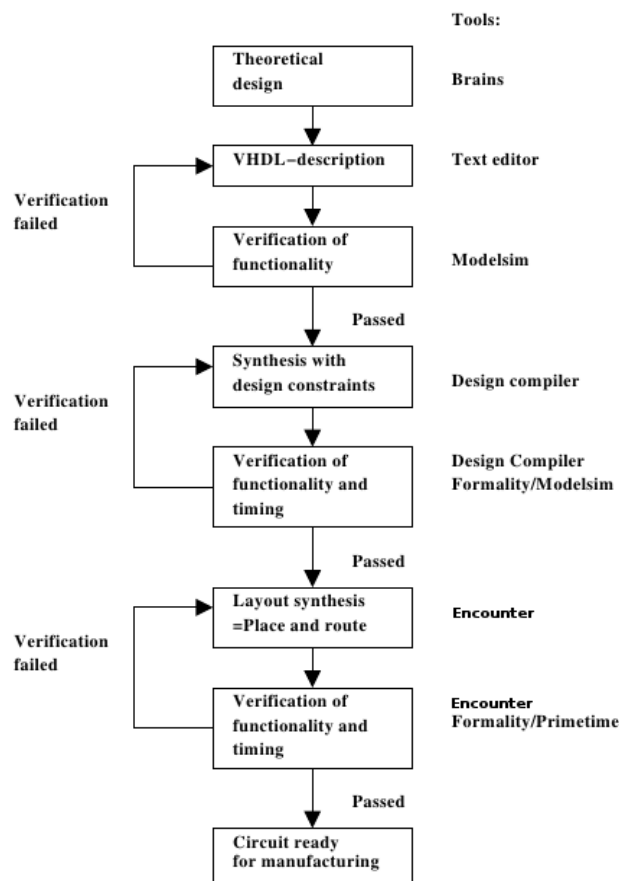 Tools:
Theoretical
design
Brains
VHDL−description
Text editor
Verification
failed
Verification of
functionality
Modelsim
Passed
Synthesis with
design constraints
Design compiler
Verification
failed
Verification of
functionality and
timing
Design Compiler
Formality/Modelsim
Passed
Layout synthesis
=Place and route
Encounter
Verification
failed
Verification of
functionality and
timing
Encounter
Formality/Primetime
Passed
Circuit ready
for manufacturing